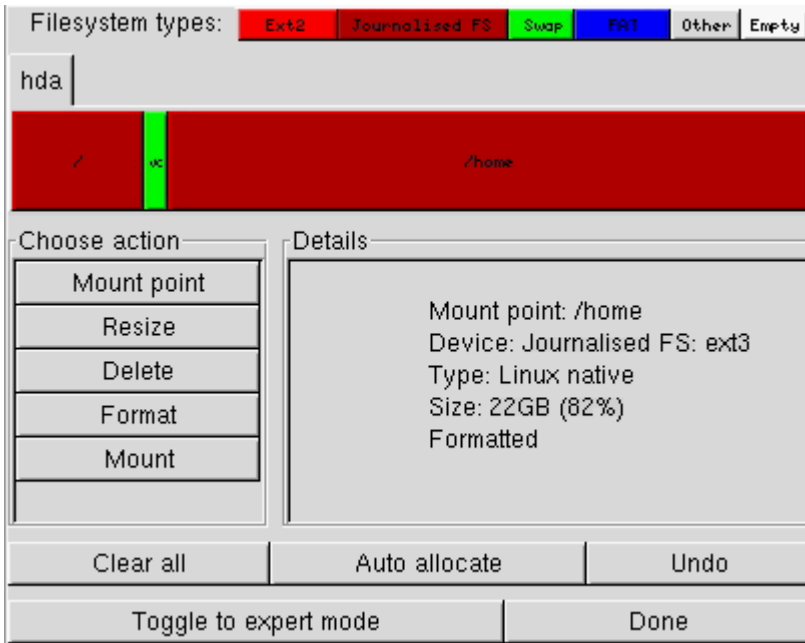 Filesystem types: Ext2 Journalised FS Swap FAT Other Empty
hda
/ /home
Choose action
Mount point
Resize
Delete
Format
Mount
Details
Mount point: /home
Device: Journalised FS: ext3
Type: Linux native
Size: 22GB (82%)
Formatted
Clear all Auto allocate Undo
Toggle to expert mode Done